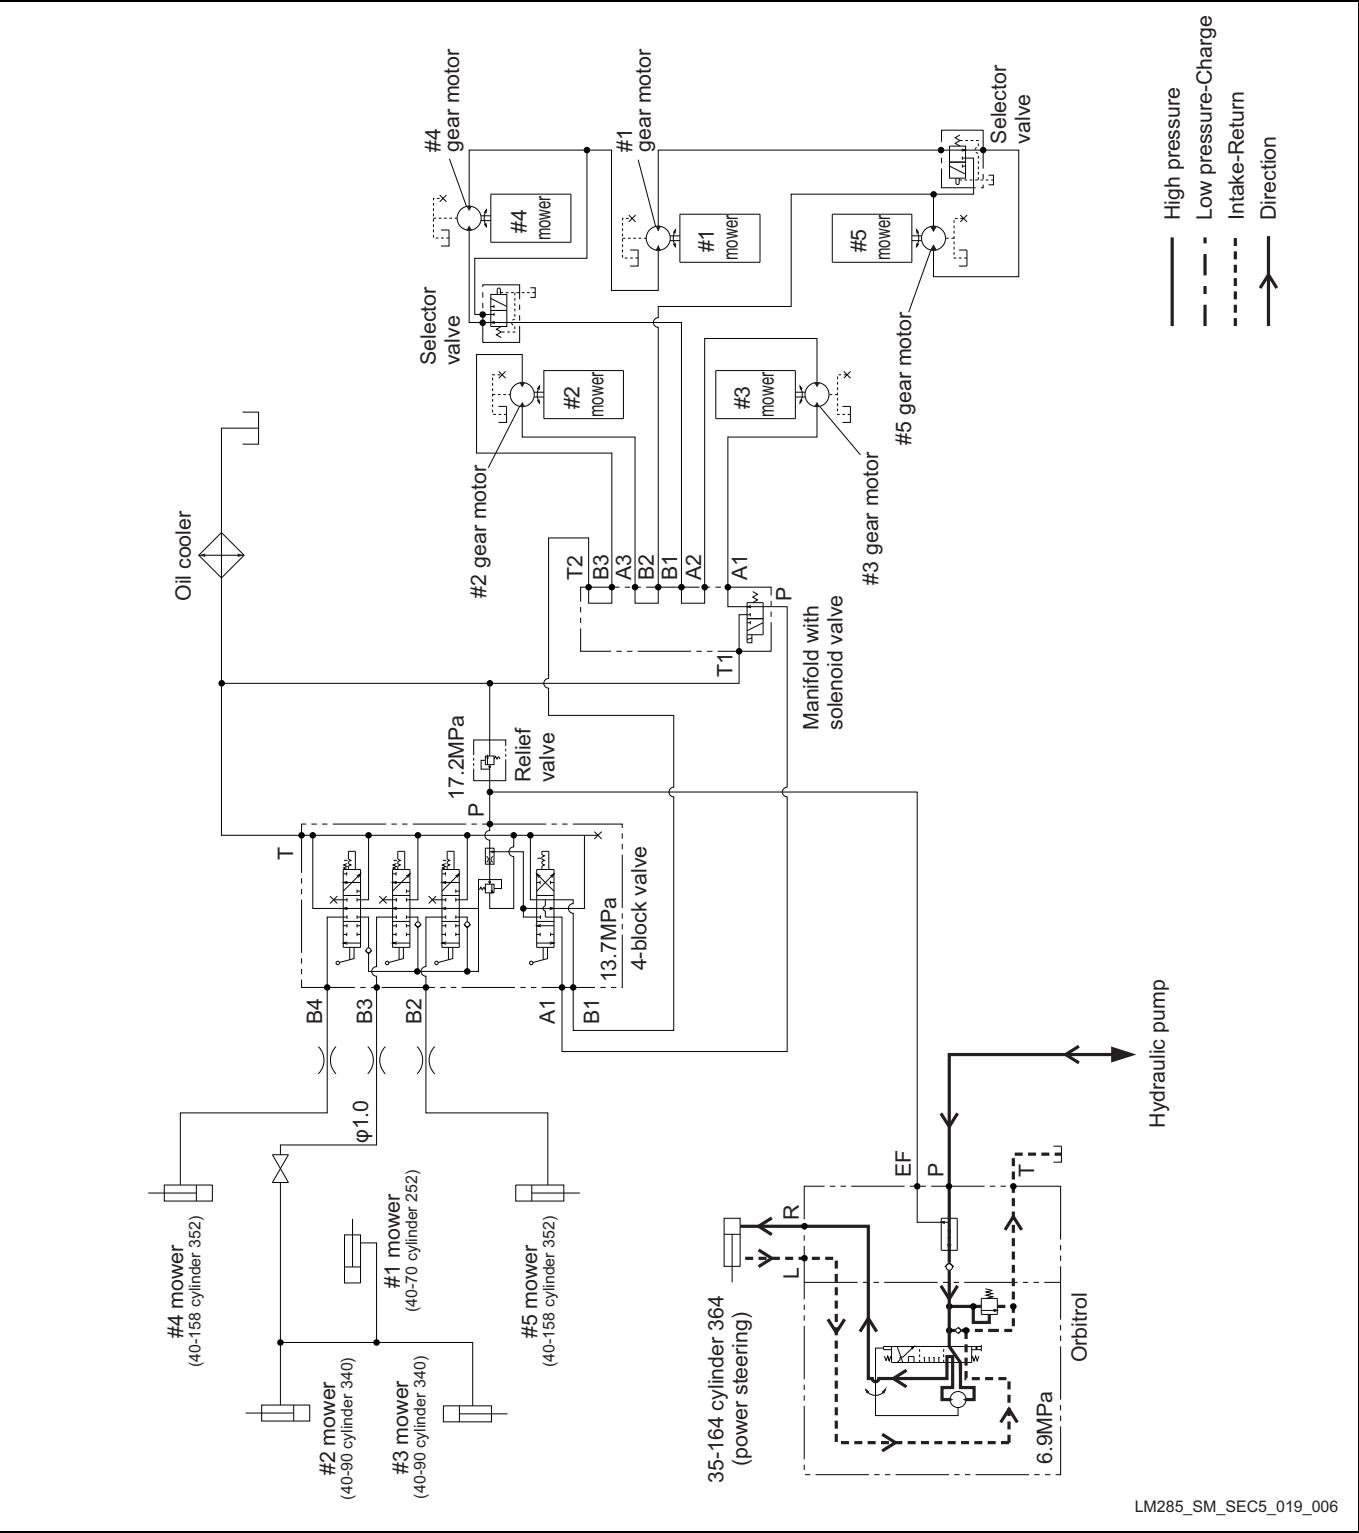 #4 mower
(40-158 cylinder 352)
#2 mower
(40-90 cylinder 340)
#1 mower
(40-70 cylinder 252)
#3 mower
(40-90 cylinder 340)
#5 mower
(40-158 cylinder 352)
φ1.0
B4
B3
B2
A1
B1
T
P
13.7MPa
4-block valve
17.2MPa
Relief
valve
Oil cooler
T1
P
Manifold with
solenoid valve
T2
B3
A3
B2
B1
A2
A1
#2 gear motor
#2
mower
#3
mower
#3 gear motor
Selector
valve
#4
gear motor
#4
mower
#1
gear motor
#1
mower
#5
mower
#5 gear motor
Selector
valve
35-164 cylinder 364
(power steering)
L
R
EF
P
T
6.9MPa
Orbitrol
Hydraulic pump
High pressure
Low pressure-Charge
Intake-Return
Direction
LM285_SM_SEC5_019_006